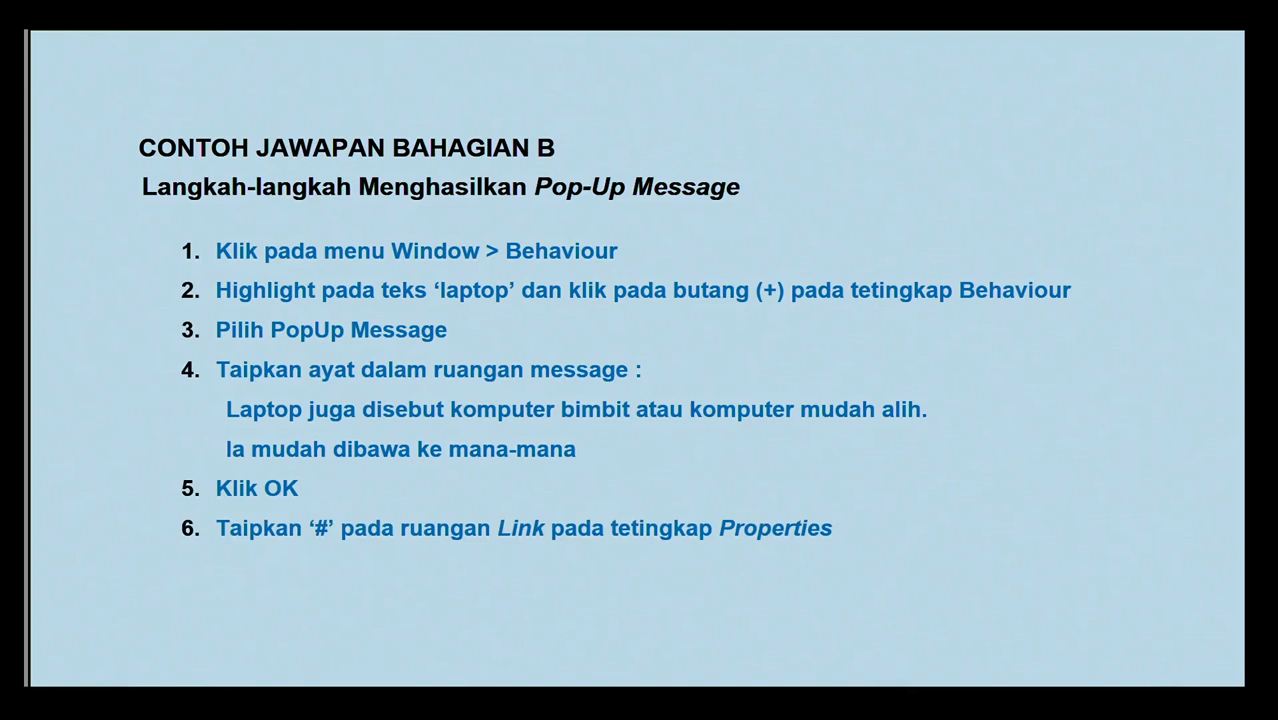 CONTOH JAWAPAN BAHAGIAN B
Langkah-langkah Menghasilkan Pop-Up Message
1. Klik pada menu Window > Behaviour
2. Highlight pada teks ‘laptop’ dan klik pada butang (+) pada tetingkap Behaviour
3. Pilih PopUp Message
4. Taipkan ayat dalam ruangan message :
Laptop juga disebut komputer bimbit atau komputer mudah alih.
Ia mudah dibawa ke mana-mana
5. Klik OK
6. Taipkan ‘#’ pada ruangan Link pada tetingkap Properties